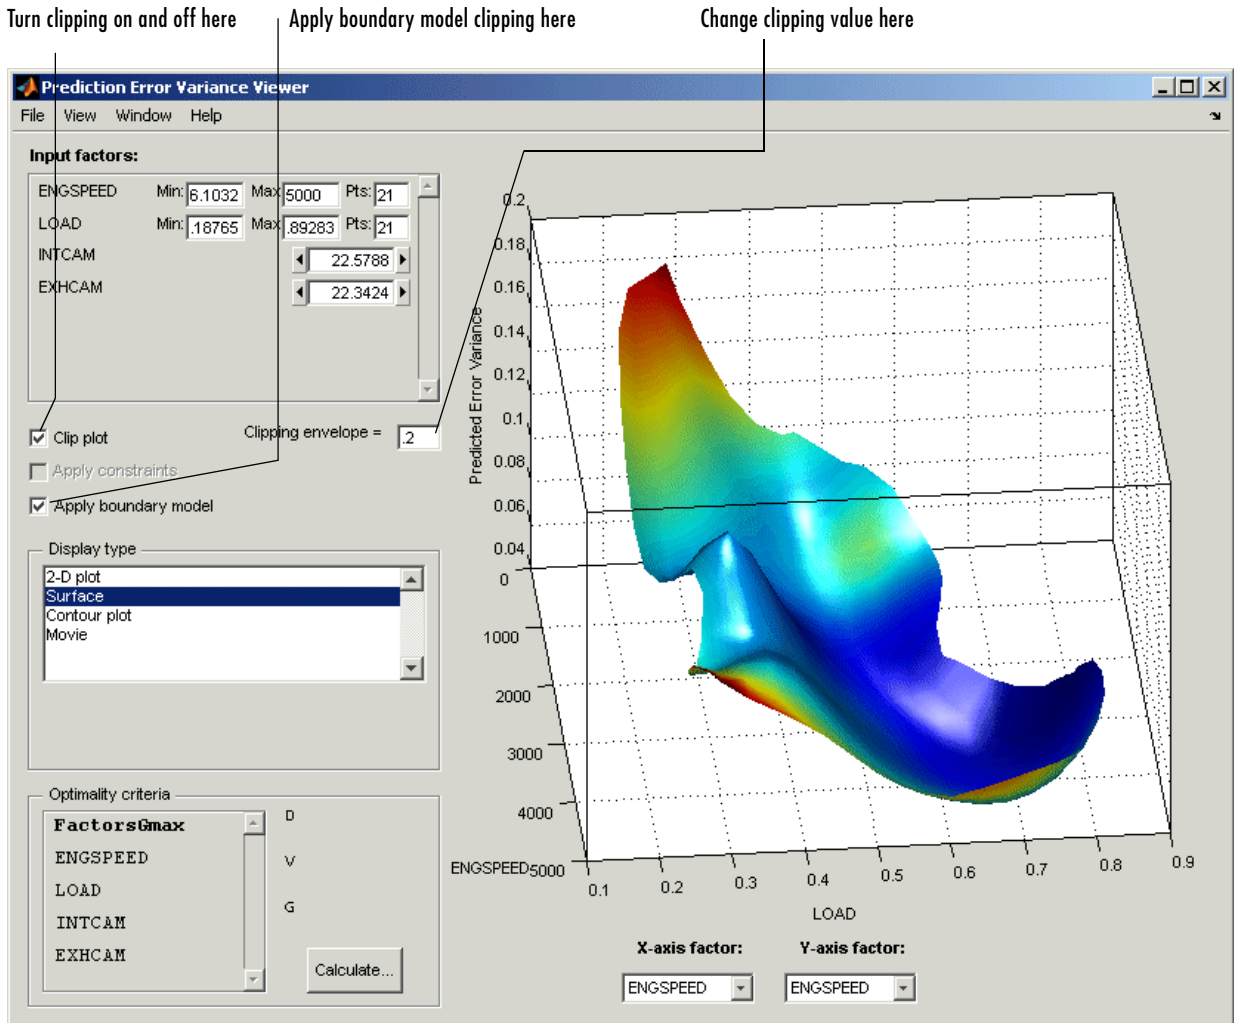 Turn clipping on and off here
Apply boundary model clipping here
Change clipping value here
Prediction Error Variance Viewer
File View Window Help
Input factors:
ENGSPEED Min: 6.1032 Max 5000 Pts: 21
LOAD Min: .18765 Max .89283 Pts: 21
INTCAM 22.5788
EXHCAM 22.3424
Clip plot
Clipping envelope = .2
Apply constraints
Apply boundary model
Display type
2-D plot
Surface
Contour plot
Movie
Optimality criteria
FactorsGmax
ENGSPEED
LOAD
INTCAM
EXHCAM
D
V
G
Calculate...
Predicted Error Variance
0.2
0.18
0.16
0.14
0.12
0.1
0.08
0.06
0.04
0
1000
2000
3000
4000
5000
ENGSPEED
0.1 0.2 0.3 0.4 0.5 0.6 0.7 0.8 0.9
LOAD
X-axis factor: Y-axis factor:
ENGSPEED ENGSPEED